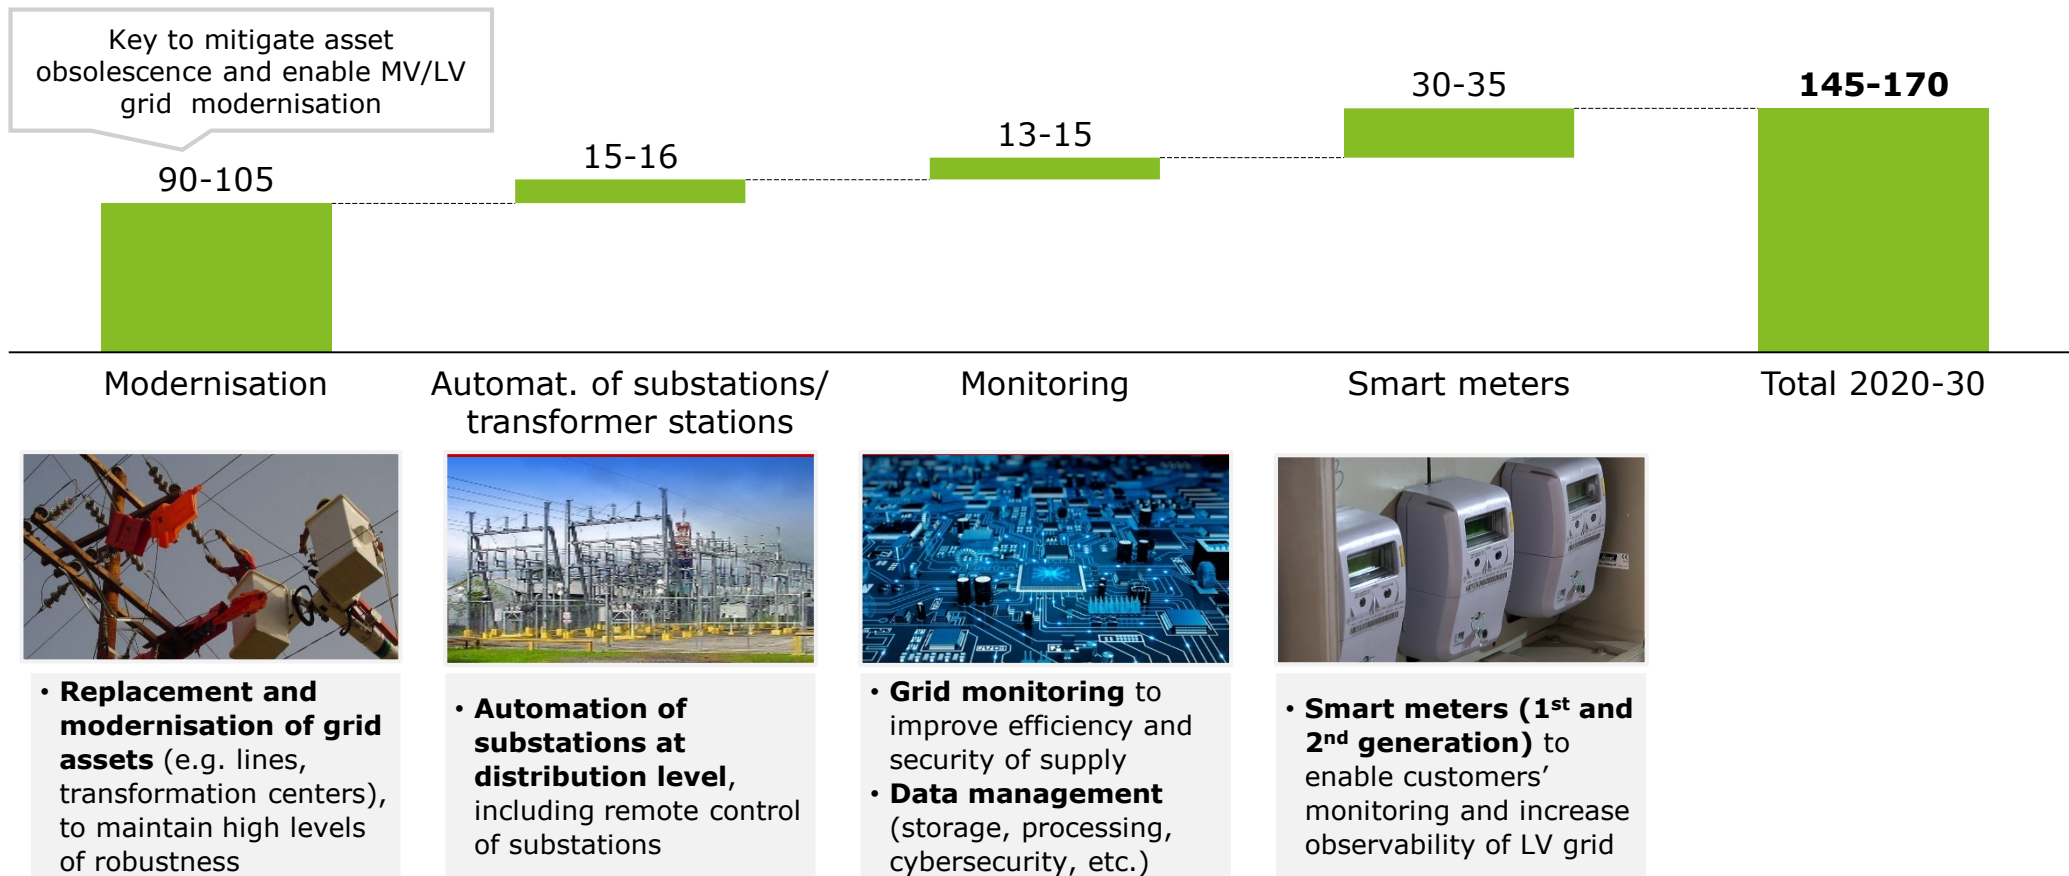 Key to mitigate asset
obsolescence and enable MV/LV
grid modernisation
90-105
15-16
13-15
30-35
145-170
Modernisation
Automat. of substations/
transformer stations
Monitoring
Smart meters
Total 2020-30
• Replacement and
modernisation of grid
assets (e.g. lines,
transformation centers),
to maintain high levels
of robustness
• Automation of
substations at
distribution level,
including remote control
of substations
• Grid monitoring to
improve efficiency and
security of supply
• Data management
(storage, processing,
cybersecurity, etc.)
• Smart meters (1st and
2nd generation) to
enable customers’
monitoring and increase
observability of LV grid